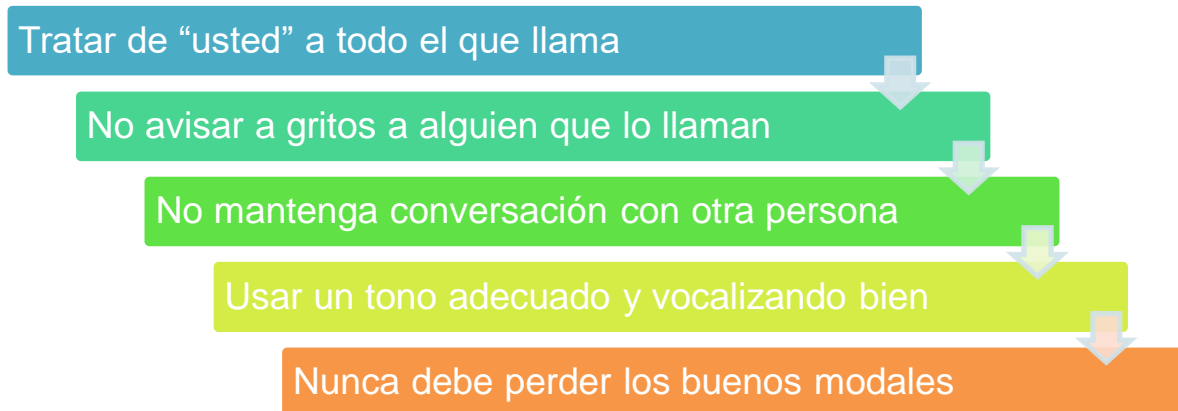 Tratar de “usted” a todo el que llama
No avisar a gritos a alguien que lo llaman
No mantenga conversación con otra persona
Usar un tono adecuado y vocalizando bien
Nunca debe perder los buenos modales